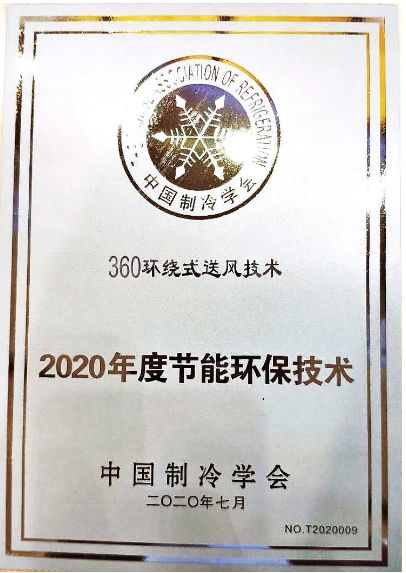 ASSOCIATION OF REFRIGERATION
中国制冷学会
360环绕式送风技术
2020年度节能环保技术
中国制冷学会
二〇二〇年七月
NO.T2020009